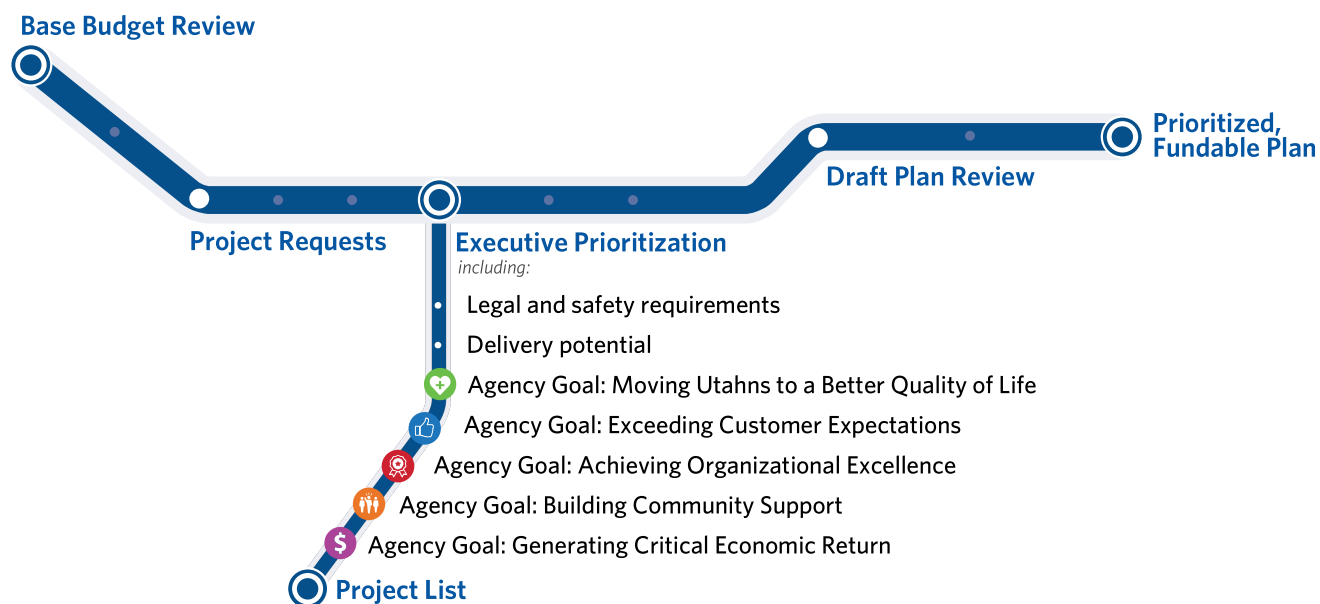 Base Budget Review
Prioritized,
Fundable Plan
Draft Plan Review
Project Requests
Executive Prioritization
including:
Legal and safety requirements
Delivery potential
Agency Goal: Moving Utahns to a Better Quality of Life
Agency Goal: Exceeding Customer Expectations
Agency Goal: Achieving Organizational Excellence
Agency Goal: Building Community Support
$ Agency Goal: Generating Critical Economic Return
Project List